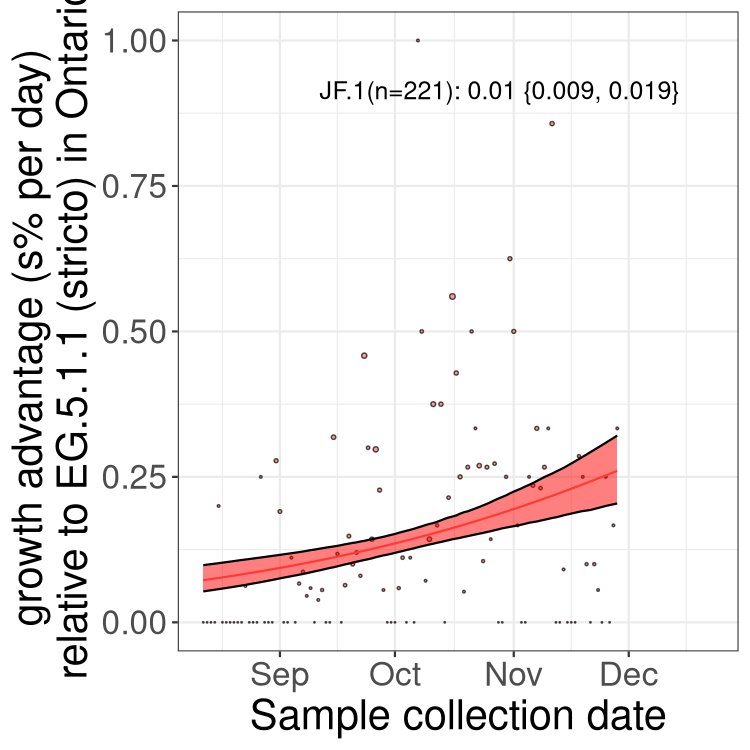 growth advantage (s% per day)
relative to EG.5.1.1 (stricto) in Ontario
1.00
0.75
0.50
0.25
0.00
JF.1(n=221): 0.01 {0.009, 0.019}
Sep Oct Nov Dec
Sample collection date